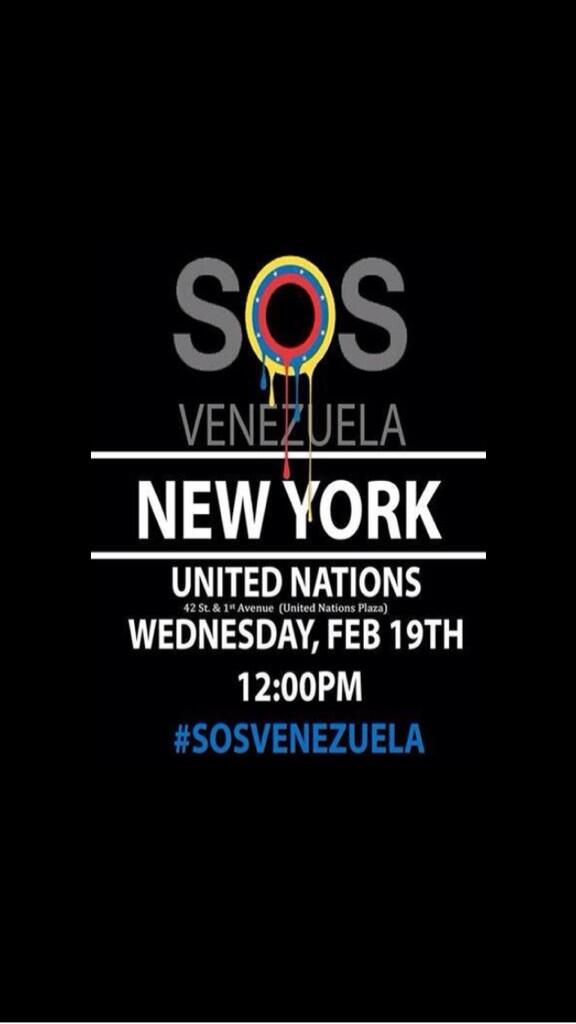 SOS
VENEZUELA
NEW YORK
UNITED NATIONS
42 St. & 1st Avenue (United Nations Plaza)
WEDNESDAY, FEB 19TH
12:00PM
#SOSVENEZUELA